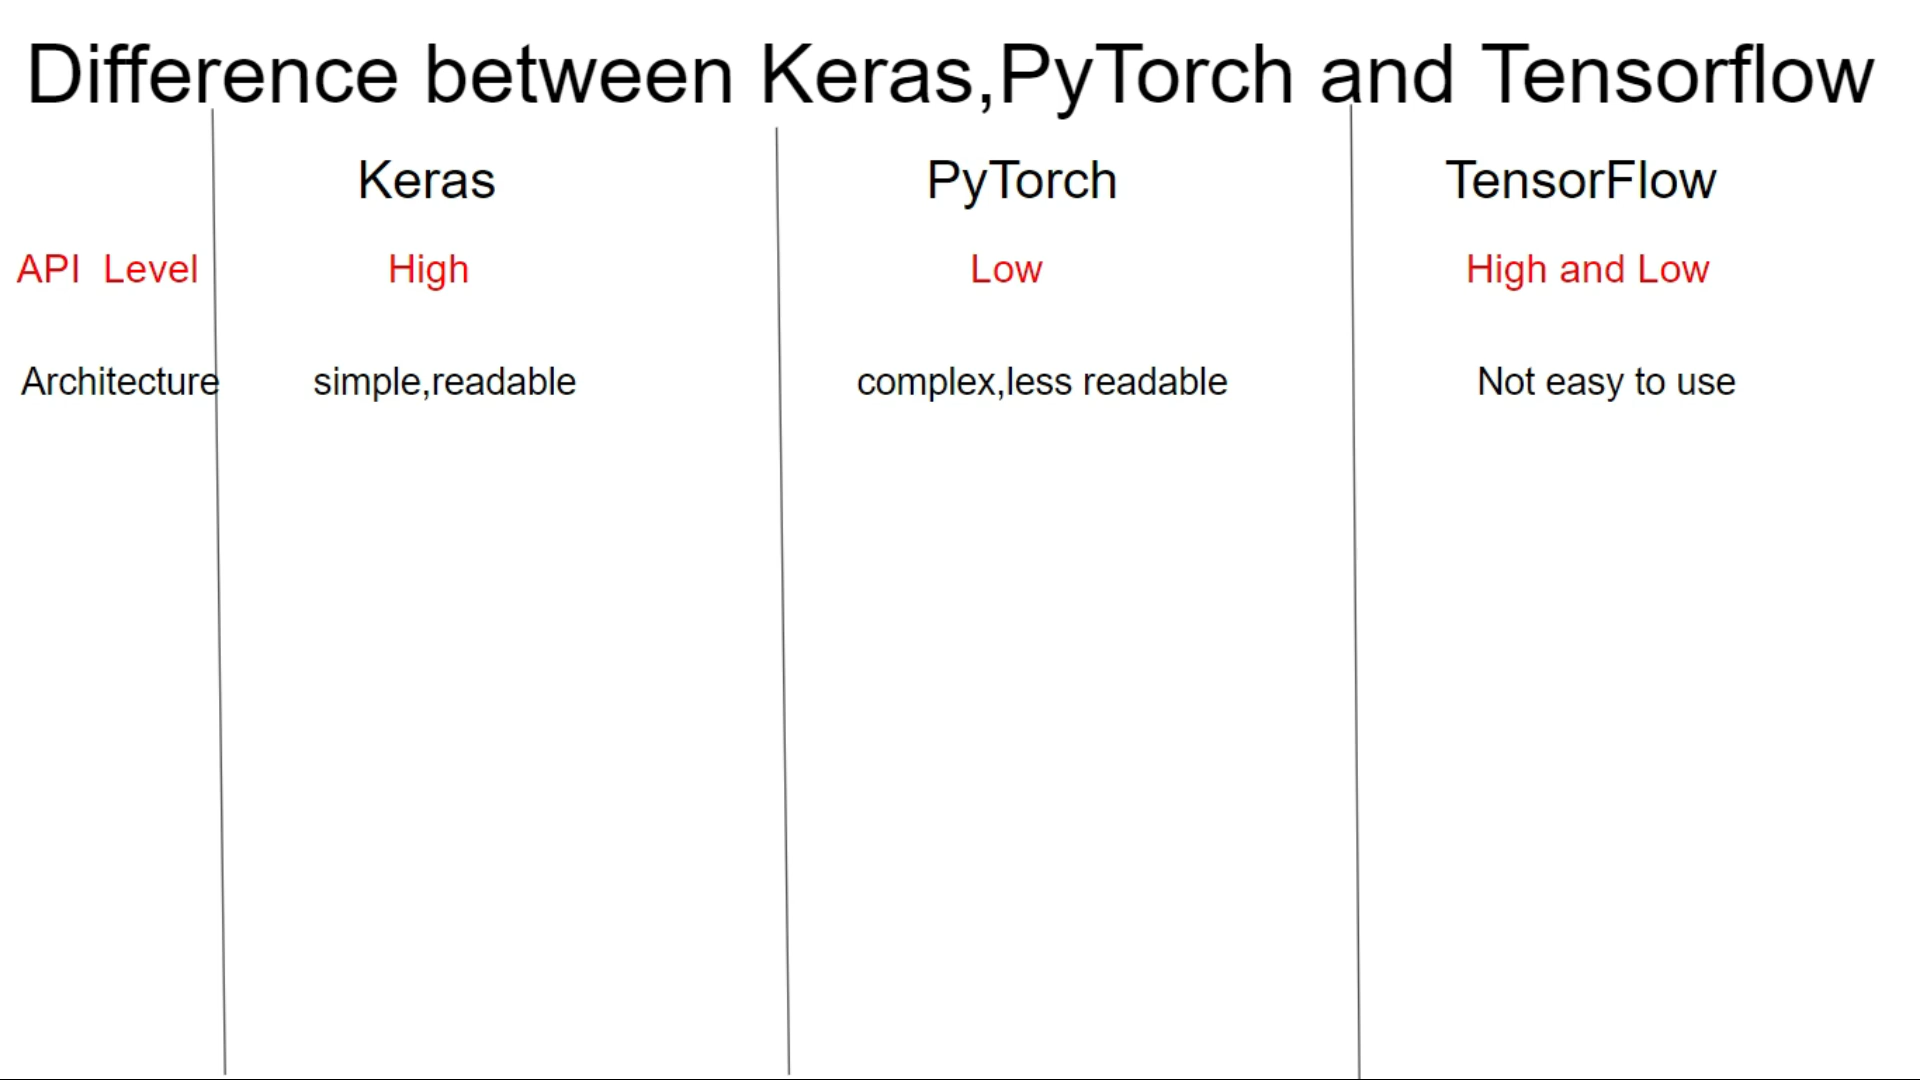 Difference between Keras,PyTorch and Tensorflow
Keras PyTorch TensorFlow
API Level High Low High and Low
Architecture simple,readable complex,less readable Not easy to use